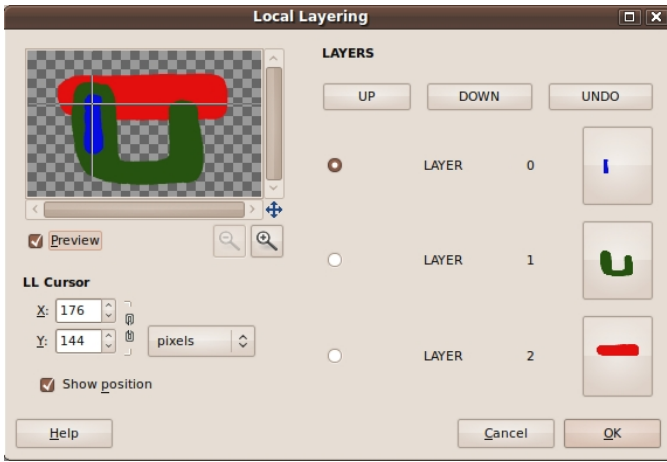 Local Layering
LAYERS
UP DOWN UNDO
LAYER 0
Preview
LAYER 1
LL Cursor
X: 176
Y: 144 pixels
LAYER 2
Show position
Help Cancel OK